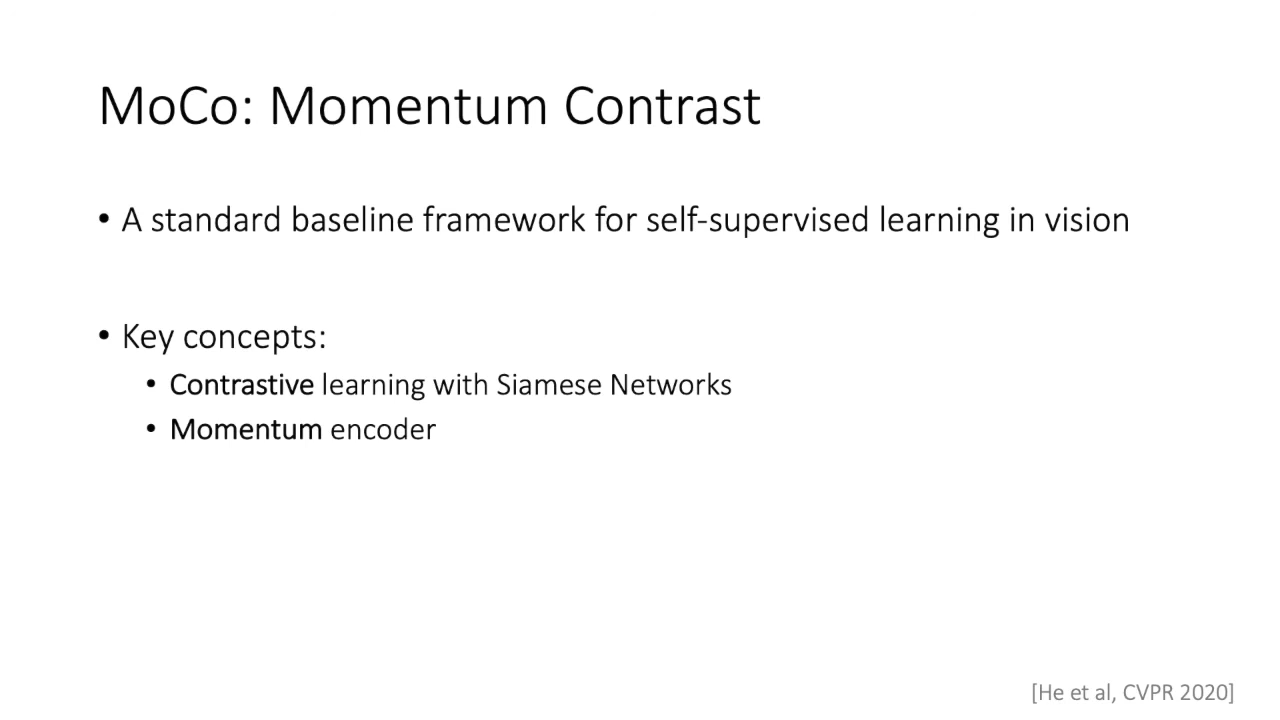 MoCo: Momentum Contrast
• A standard baseline framework for self-supervised learning in vision
• Key concepts:
• Contrastive learning with Siamese Networks
• Momentum encoder
[He et al, CVPR 2020]